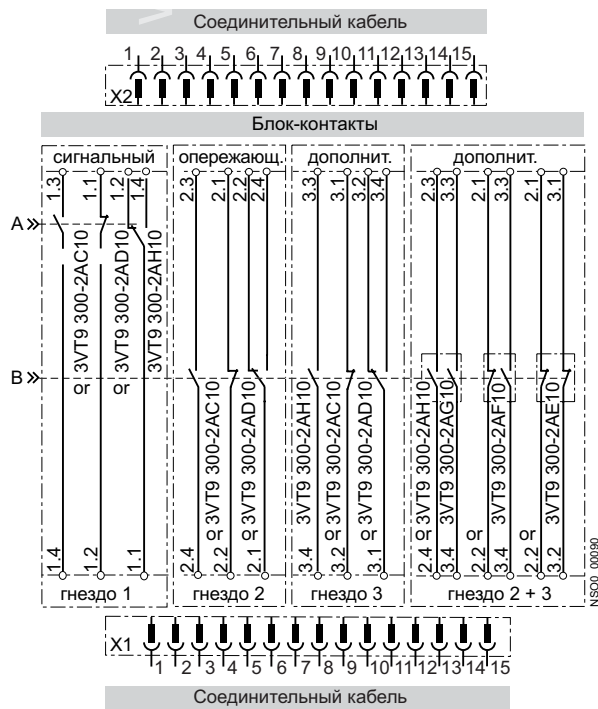 Соединительный кабель
1 2 3 4 5 6 7 8 9 10 11 12 13 14 15
X2
Блок-контакты
сигнальный
опережающ.
дополнит.
дополнит.
1.3 1.1 1.2 1.4
2.3 2.1 2.2 2.4
3.3 3.1 3.2 3.4
2.3 3.3 2.1 3.3 2.1 3.1
A
B
3VT9 300-2AC10
or
3VT9 300-2AD10
or
3VT9 300-2AH10
or
3VT9 300-2AC10
or
3VT9 300-2AD10
3VT9 300-2AH10
or
3VT9 300-2AC10
or
3VT9 300-2AD10
3VT9 300-2AH10
or
3VT9 300-2AG10
or
3VT9 300-2AF10
or
3VT9 300-2AE10
1.4 1.2 1.1
2.4 2.2 2.1
3.4 3.2 3.1
2.4 3.4 2.2 3.4 2.2 3.2
гнездо 1
гнездо 2
гнездо 3
гнездо 2 + 3
NSO0_00090
X1
1 2 3 4 5 6 7 8 9 10 11 12 13 14 15
Соединительный кабель